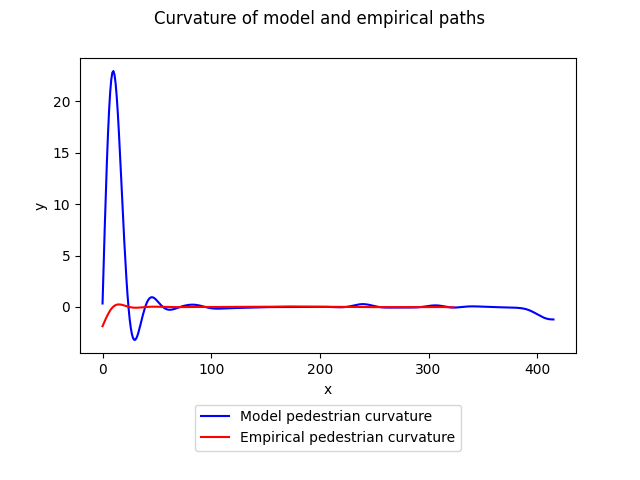 Curvature of model and empirical paths
20
15
10
5
0
y
0 100 200 300 400
x
Model pedestrian curvature
Empirical pedestrian curvature